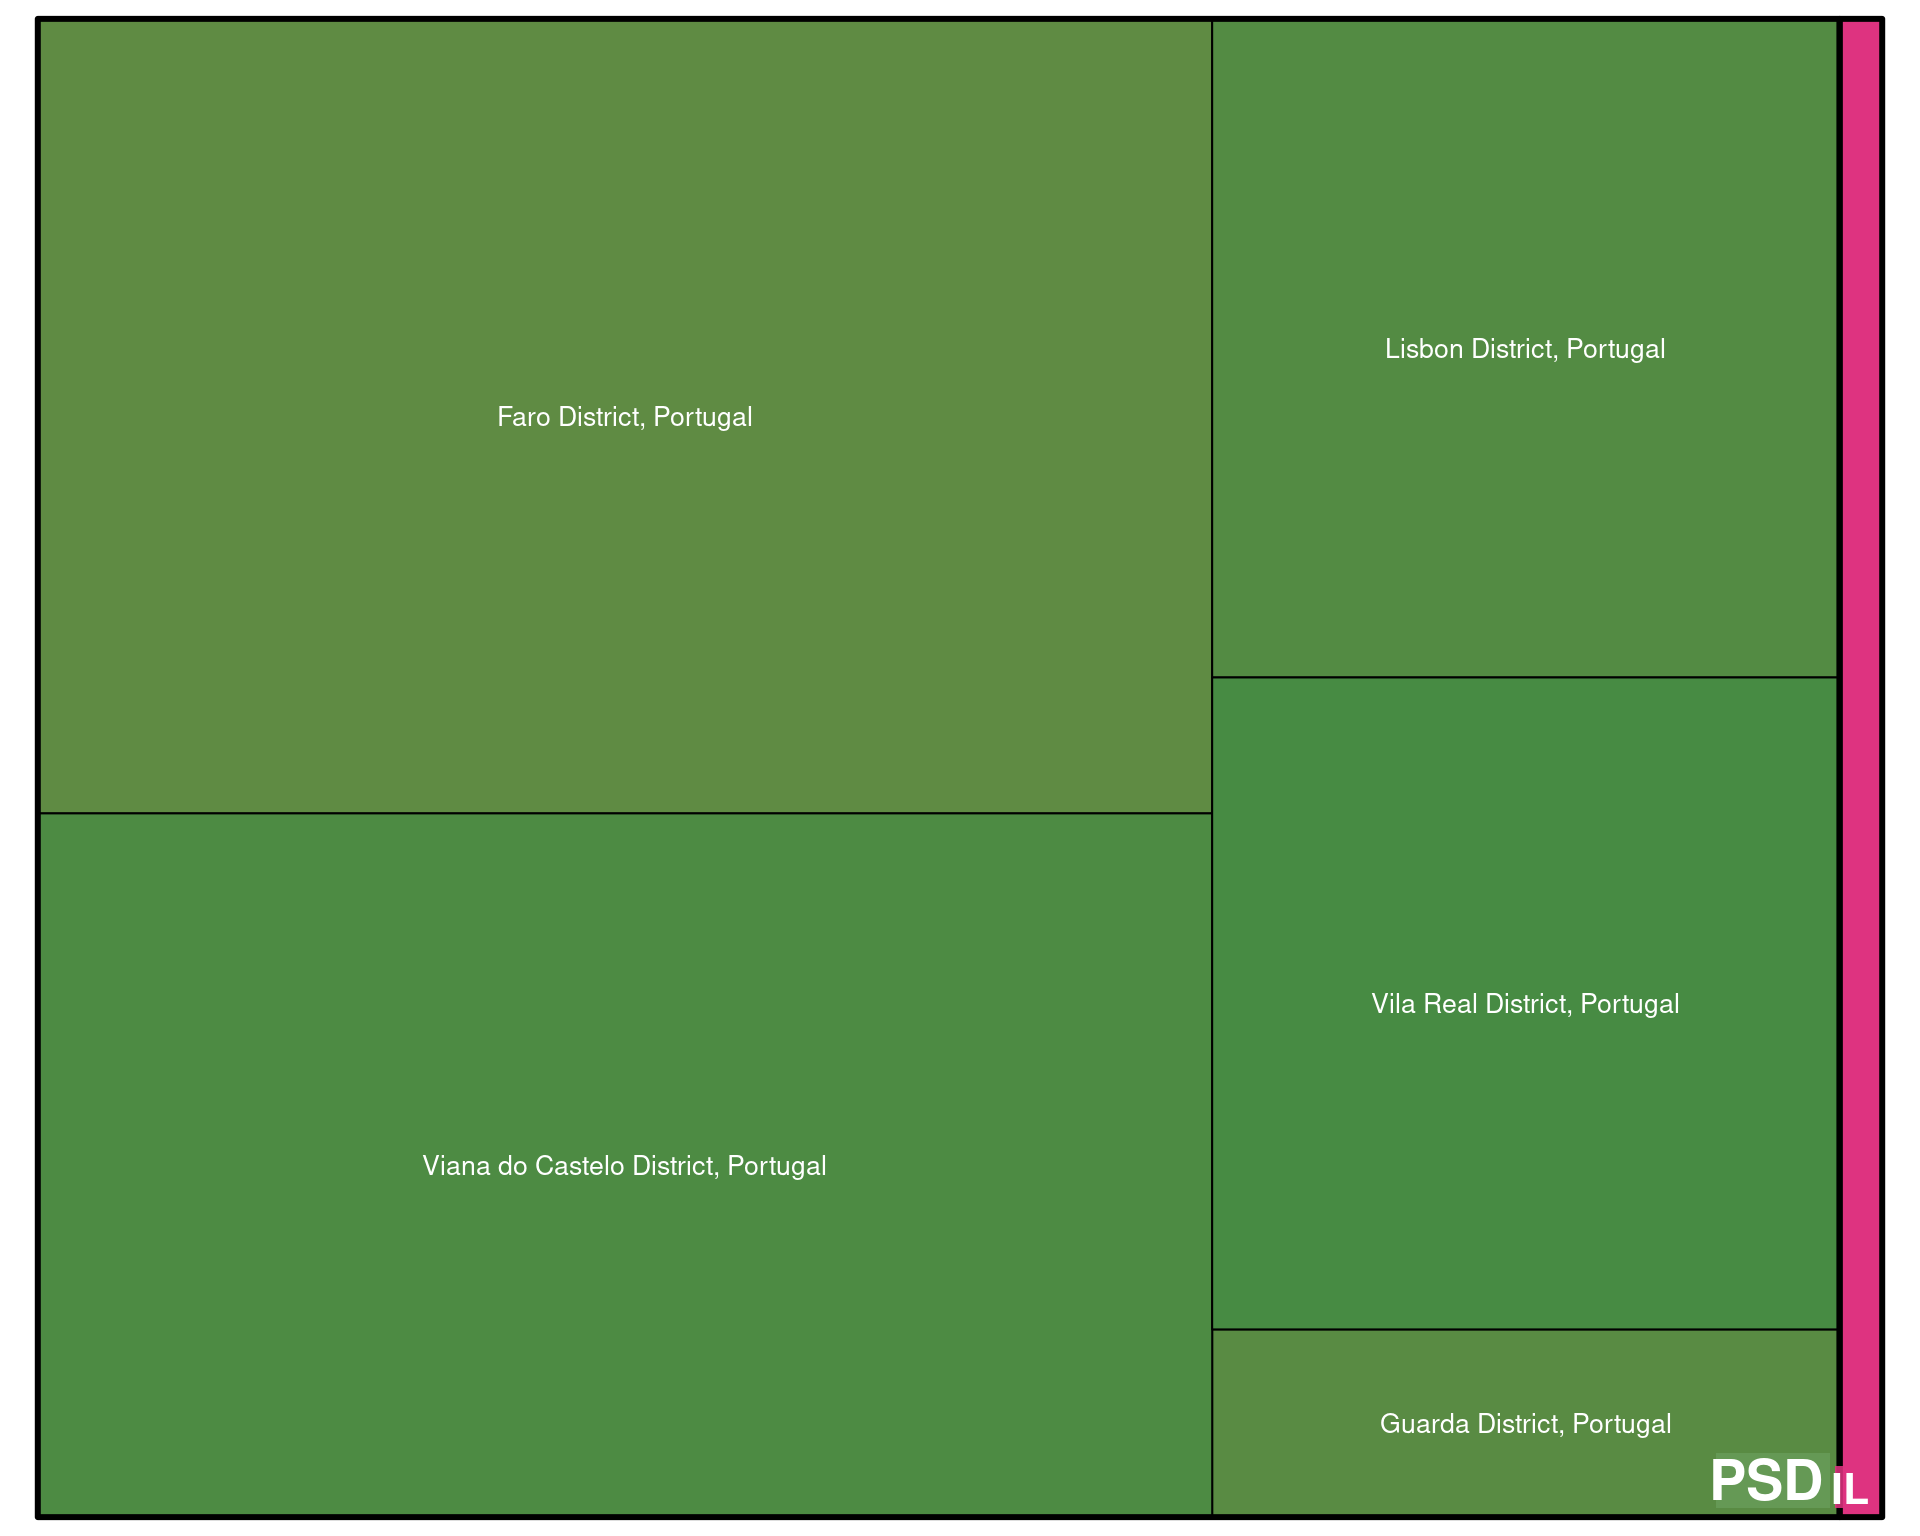 Faro District, Portugal
Lisbon District, Portugal
Viana do Castelo District, Portugal
Vila Real District, Portugal
Guarda District, Portugal
PSD
IL